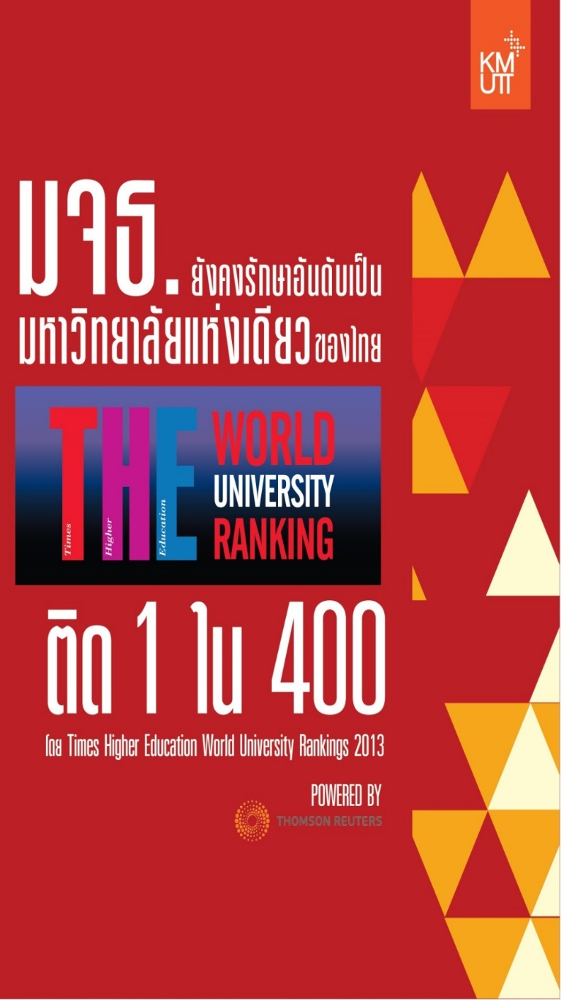 KM
UTT
มจธ. ยังคงรักษาอันดับเป็น
มหาวิทยาลัยแห่งเดียวของไทย
THE
Times
Higher
Education
WORLD
UNIVERSITY
RANKING
ติด 1 ใน 400
โดย Times Higher Education World University Rankings 2013
POWERED BY
THOMSON REUTERS